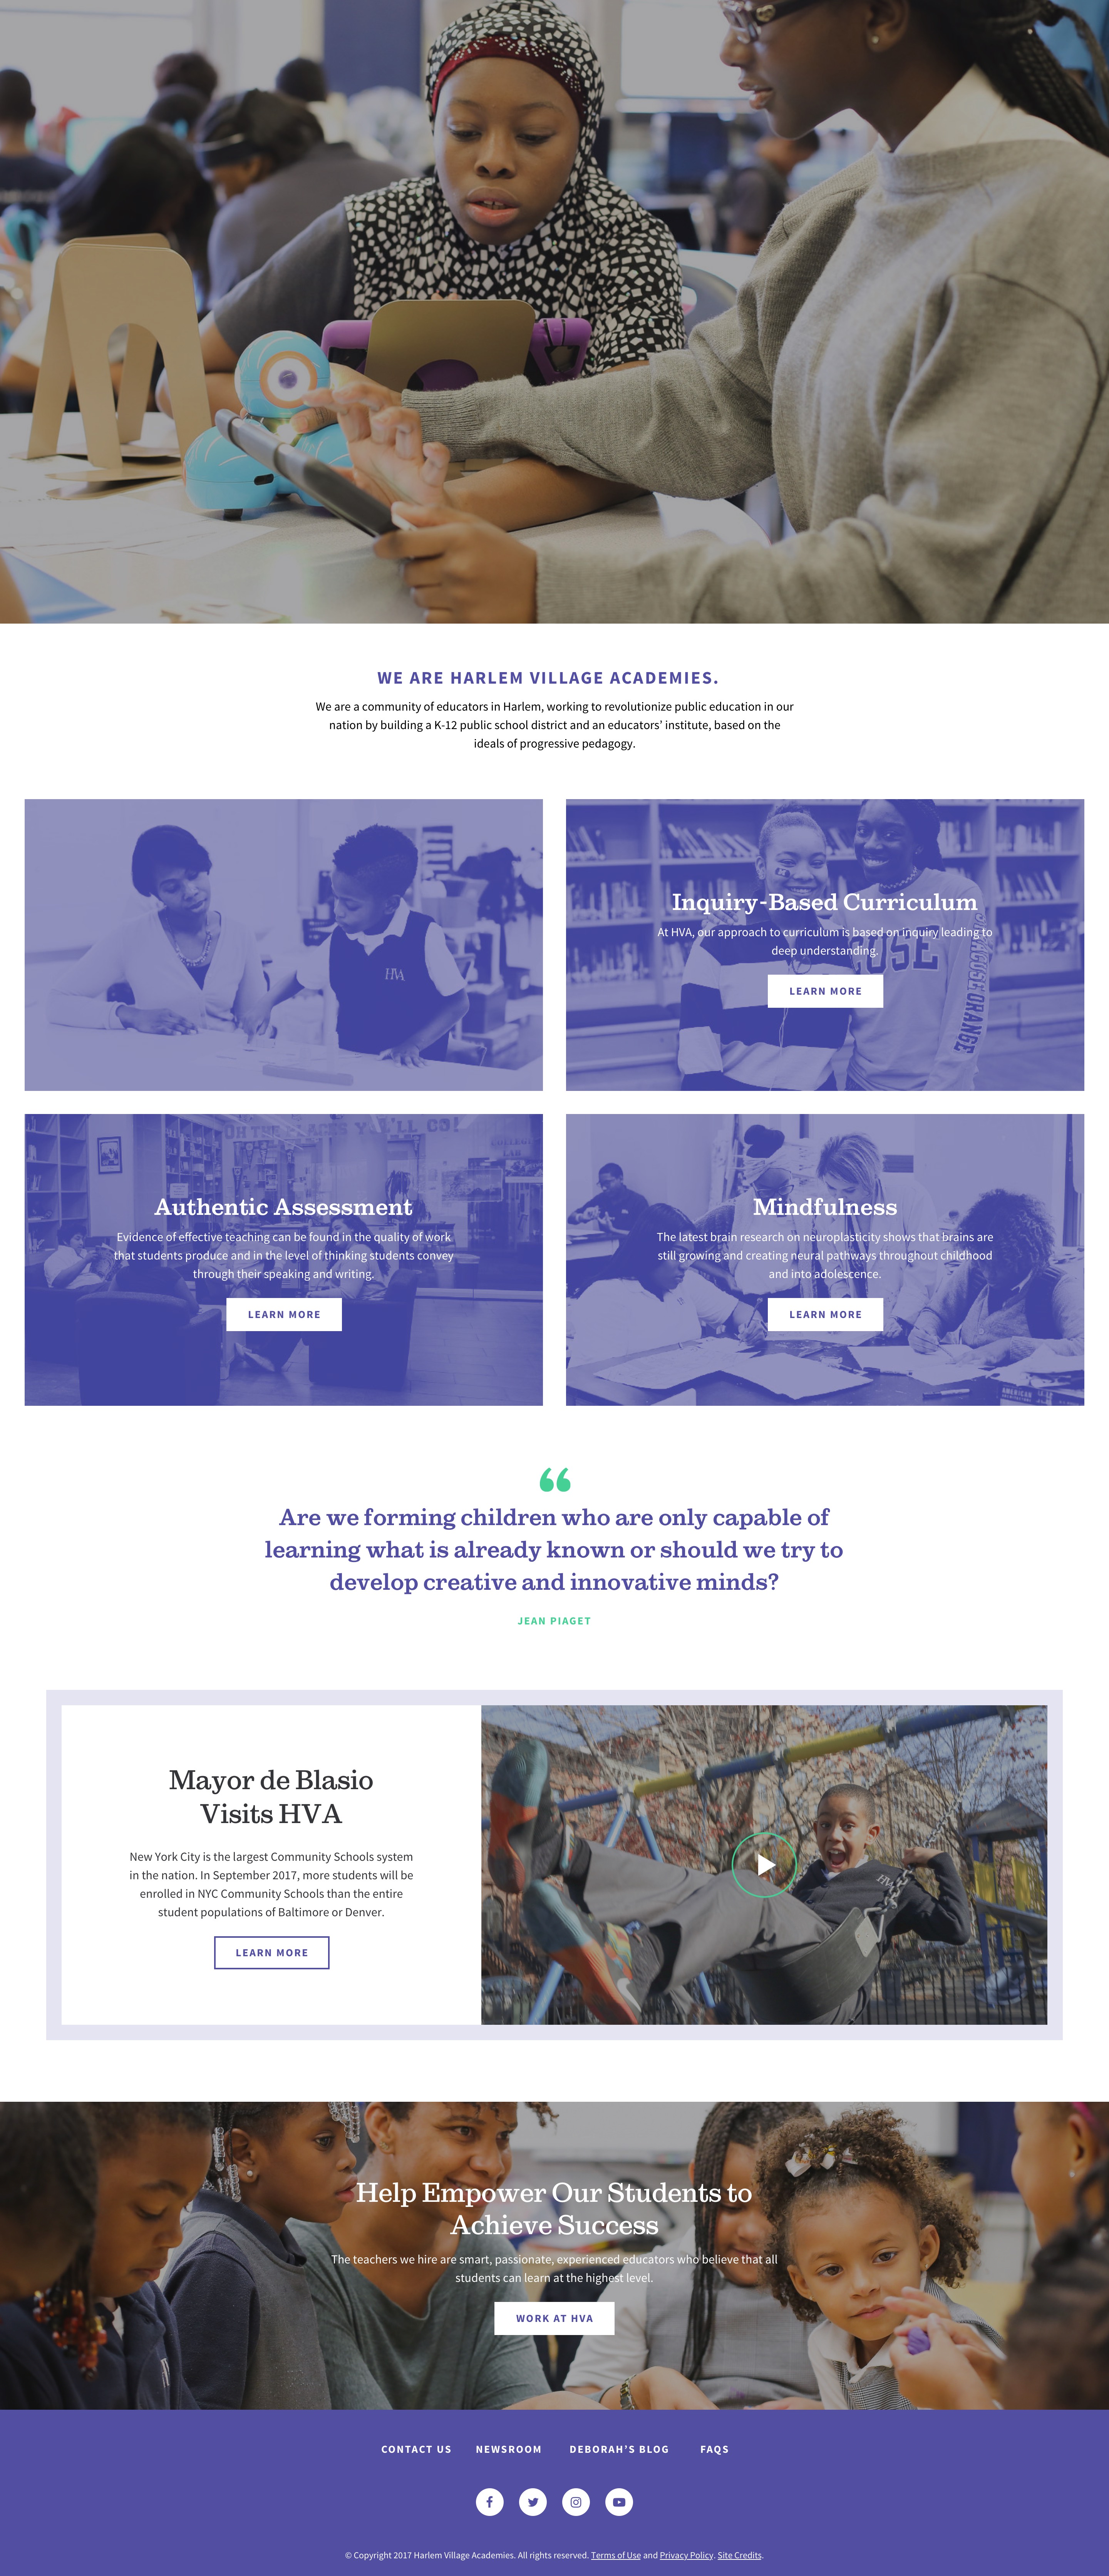 WE ARE HARLEM VILLAGE ACADEMIES.
We are a community of educators in Harlem, working to revolutionize public education in our
nation by building a K-12 public school district and an educators’ institute, based on the
ideals of progressive pedagogy.
HVA
Inquiry-Based Curriculum
At HVA, our approach to curriculum is based on inquiry leading to
deep understanding.
LEARN MORE
ORANGE
OH THE PLACES YOU'LL GO!
Authentic Assessment
Evidence of effective teaching can be found in the quality of work
that students produce and in the level of thinking students convey
through their speaking and writing.
LEARN MORE
Mindfulness
The latest brain research on neuroplasticity shows that brains are
still growing and creating neural pathways throughout childhood
and into adolescence.
LEARN MORE
AMERICAN
“
Are we forming children who are only capable of
learning what is already known or should we try to
develop creative and innovative minds?
JEAN PIAGET
Mayor de Blasio
Visits HVA
New York City is the largest Community Schools system
in the nation. In September 2017, more students will be
enrolled in NYC Community Schools than the entire
student populations of Baltimore or Denver.
LEARN MORE
HVA
Help Empower Our Students to
Achieve Success
The teachers we hire are smart, passionate, experienced educators who believe that all
students can learn at the highest level.
WORK AT HVA
CONTACT US NEWSROOM DEBORAH’S BLOG FAQS
© Copyright 2017 Harlem Village Academies. All rights reserved. Terms of Use and Privacy Policy. Site Credits.